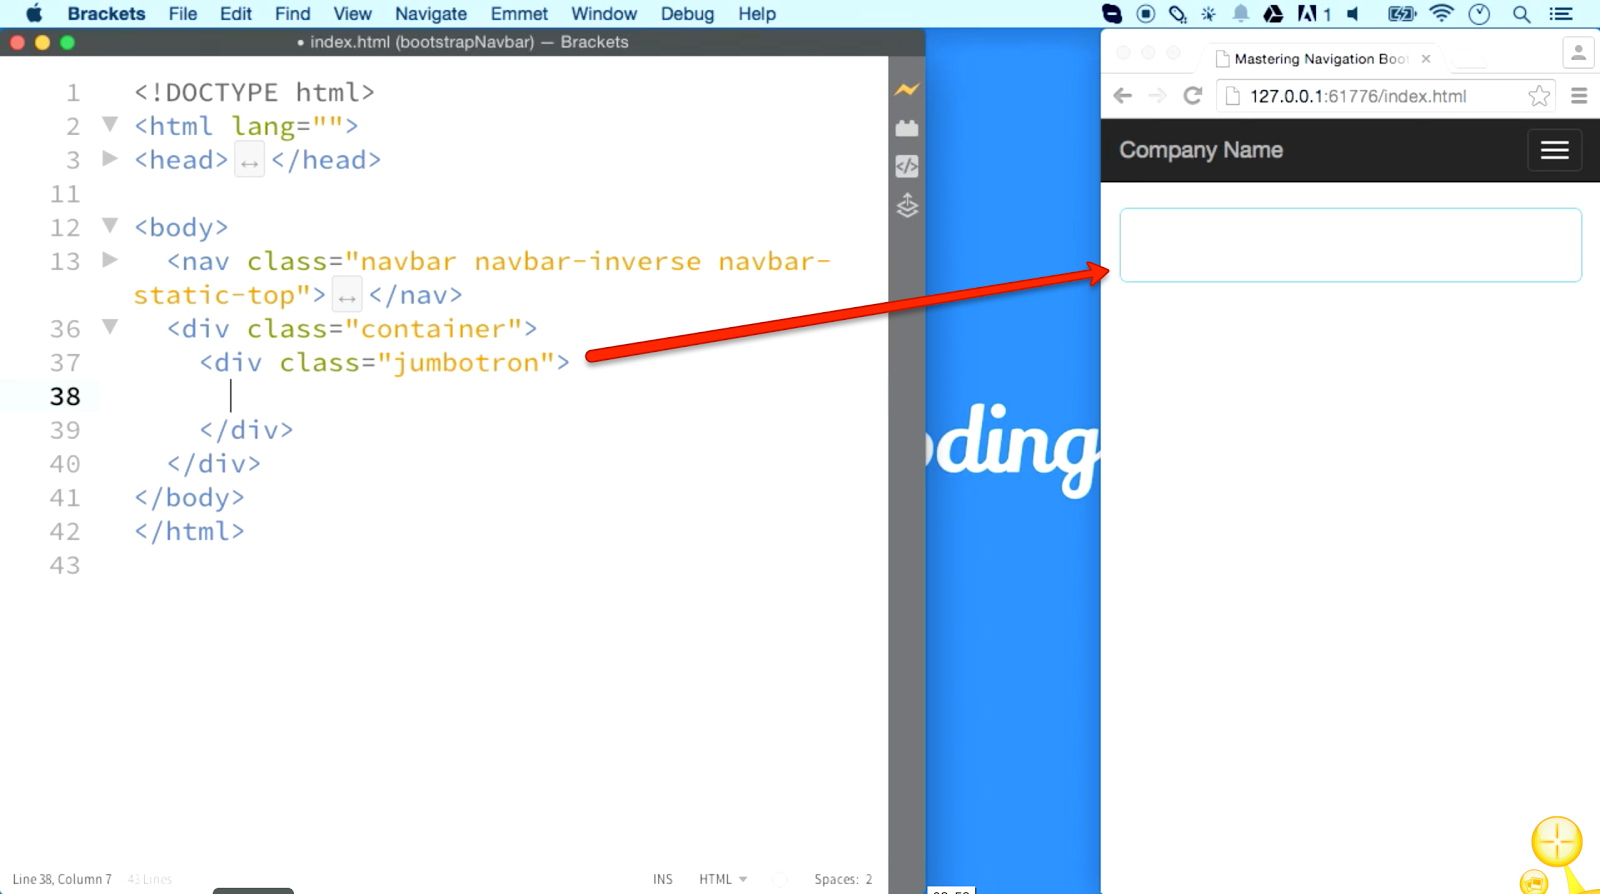 Brackets File Edit Find View Navigate Emmet Window Debug Help 1
• index.html (bootstrapNavbar) — Brackets
1 <!DOCTYPE html>
2 <html lang="">
3 <head> </head>
11
12 <body>
13 <nav class="navbar navbar-inverse navbar-
static-top"> </nav>
36 <div class="container">
37 <div class="jumbotron">
38
39 </div>
40 </div>
41 </body>
42 </html>
43
Line 38, Column 7 43 Lines
INS HTML Spaces: 2
oding
Mastering Navigation Boot
127.0.0.1:61776/index.html
Company Name